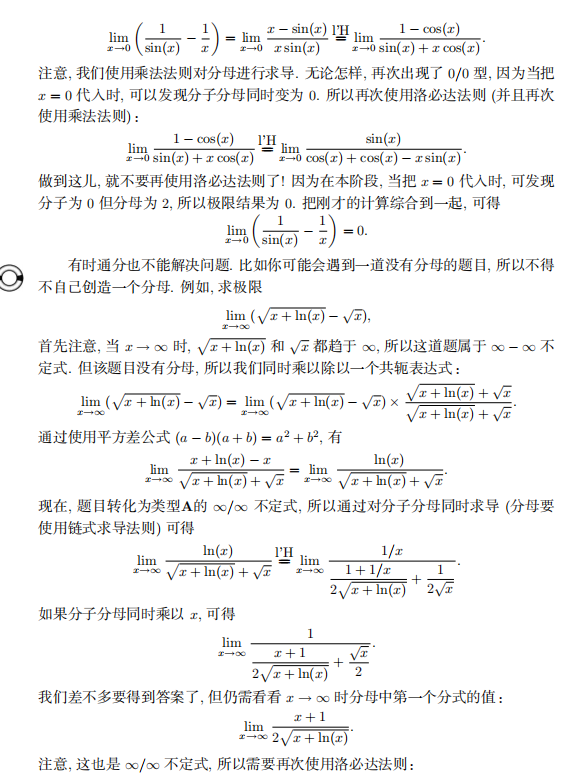 $$\lim_{x\to 0}\left(\frac{1}{\sin(x)}-\frac{1}{x}\right)=\lim_{x\to 0}\frac{x-\sin(x)}{x\sin(x)}\stackrel{\text{l'H}}{=}\lim_{x\to 0}\frac{1-\cos(x)}{\sin(x)+x\cos(x)}.$$
注意, 我们使用乘法法则对分母进行求导. 无论怎样, 再次出现了 0/0 型, 因为当把
x = 0 代入时, 可以发现分子分母同时变为 0. 所以再次使用洛必达法则 (并且再次
使用乘法法则) :
$$\lim_{x\to 0}\frac{1-\cos(x)}{\sin(x)+x\cos(x)}\stackrel{\text{l'H}}{=}\lim_{x\to 0}\frac{\sin(x)}{\cos(x)+\cos(x)-x\sin(x)}.$$
做到这儿, 就不要再使用洛必达法则了! 因为在本阶段, 当把 x = 0 代入时, 可发现
分子为 0 但分母为 2, 所以极限结果为 0. 把刚才的计算综合到一起, 可得
$$\lim_{x\to 0}\left(\frac{1}{\sin(x)}-\frac{1}{x}\right)=0.$$
有时通分也不能解决问题. 比如你可能会遇到一道没有分母的题目, 所以不得
不自己创造一个分母. 例如, 求极限
$$\lim_{x\to\infty}(\sqrt{x+\ln(x)}-\sqrt{x}),$$
首先注意, 当 x → ∞ 时, $\sqrt{x+\ln(x)}$ 和 $\sqrt{x}$ 都趋于 ∞, 所以这道题属于 ∞ − ∞ 不
定式. 但该题目没有分母, 所以我们同时乘以除以一个共轭表达式 :
$$\lim_{x\to\infty}(\sqrt{x+\ln(x)}-\sqrt{x})=\lim_{x\to\infty}(\sqrt{x+\ln(x)}-\sqrt{x})\times\frac{\sqrt{x+\ln(x)}+\sqrt{x}}{\sqrt{x+\ln(x)}+\sqrt{x}}.$$
通过使用平方差公式 $(a-b)(a+b)=a^2+b^2$, 有
$$\lim_{x\to\infty}\frac{x+\ln(x)-x}{\sqrt{x+\ln(x)}+\sqrt{x}}=\lim_{x\to\infty}\frac{\ln(x)}{\sqrt{x+\ln(x)}+\sqrt{x}}.$$
现在, 题目转化为类型A的 ∞/∞ 不定式, 所以通过对分子分母同时求导 (分母要
使用链式求导法则) 可得
$$\lim_{x\to\infty}\frac{\ln(x)}{\sqrt{x+\ln(x)}+\sqrt{x}}\stackrel{\text{l'H}}{=}\lim_{x\to\infty}\frac{1/x}{\frac{1+1/x}{2\sqrt{x+\ln(x)}}+\frac{1}{2\sqrt{x}}}.$$
如果分子分母同时乘以 x, 可得
$$\lim_{x\to\infty}\frac{1}{\frac{x+1}{2\sqrt{x+\ln(x)}}+\frac{\sqrt{x}}{2}}.$$
我们差不多要得到答案了, 但仍需看看 x → ∞ 时分母中第一个分式的值 :
$$\lim_{x\to\infty}\frac{x+1}{2\sqrt{x+\ln(x)}}.$$
注意, 这也是 ∞/∞ 不定式, 所以需要再次使用洛必达法则 :